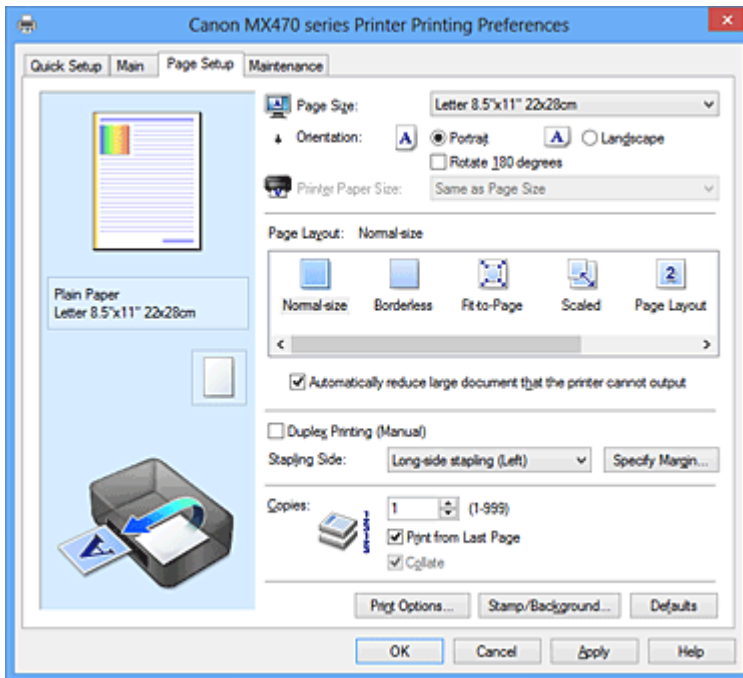 Canon MX470 series Printer Printing Preferences
Quick Setup Main Page Setup Maintenance
Page Size: Letter 8.5"x11" 22x28cm
Orientation: A Portrait A Landscape
Rotate 180 degrees
Printer Paper Size: Same as Page Size
Page Layout: Normal-size
Normal-size Borderless Fit-to-Page Scaled Page Layout
2
Automatically reduce large document that the printer cannot output
Plain Paper
Letter 8.5"x11" 22x28cm
Duplex Printing (Manual)
Stapling Side: Long-side stapling (Left) Specify Margin...
Copies: 1 (1-999)
Print from Last Page
Collate
A
Print Options... Stamp/Background... Defaults
OK Cancel Apply Help